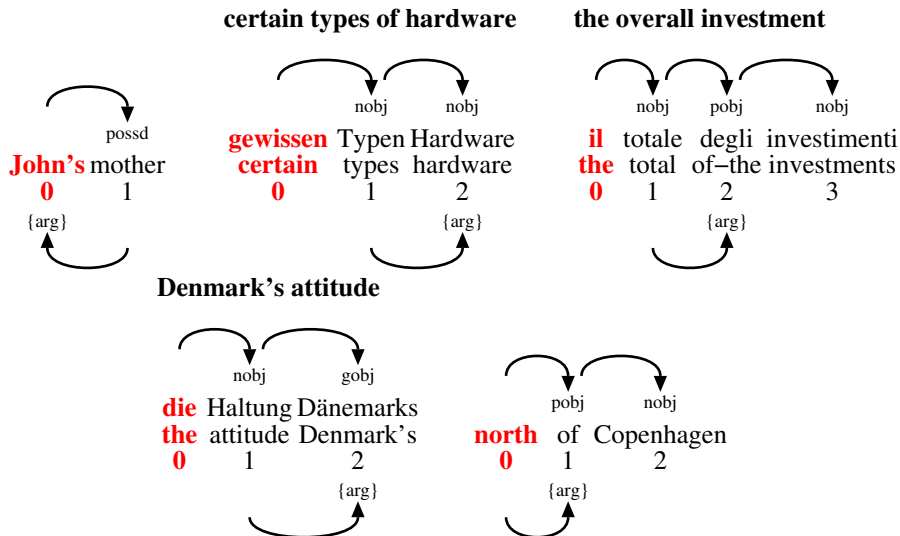 certain types of hardware
the overall investment
possd
John's mother
0 1
{arg}
nobj nobj
gewissen Typen Hardware
certain types hardware
0 1 2
{arg}
nobj pobj nobj
il totale degli investimenti
the total of–the investments
0 1 2 3
{arg}
Denmark's attitude
nobj gobj
die Haltung Dänemarks
the attitude Denmark's
0 1 2
{arg}
pobj nobj
north of Copenhagen
0 1 2
{arg}